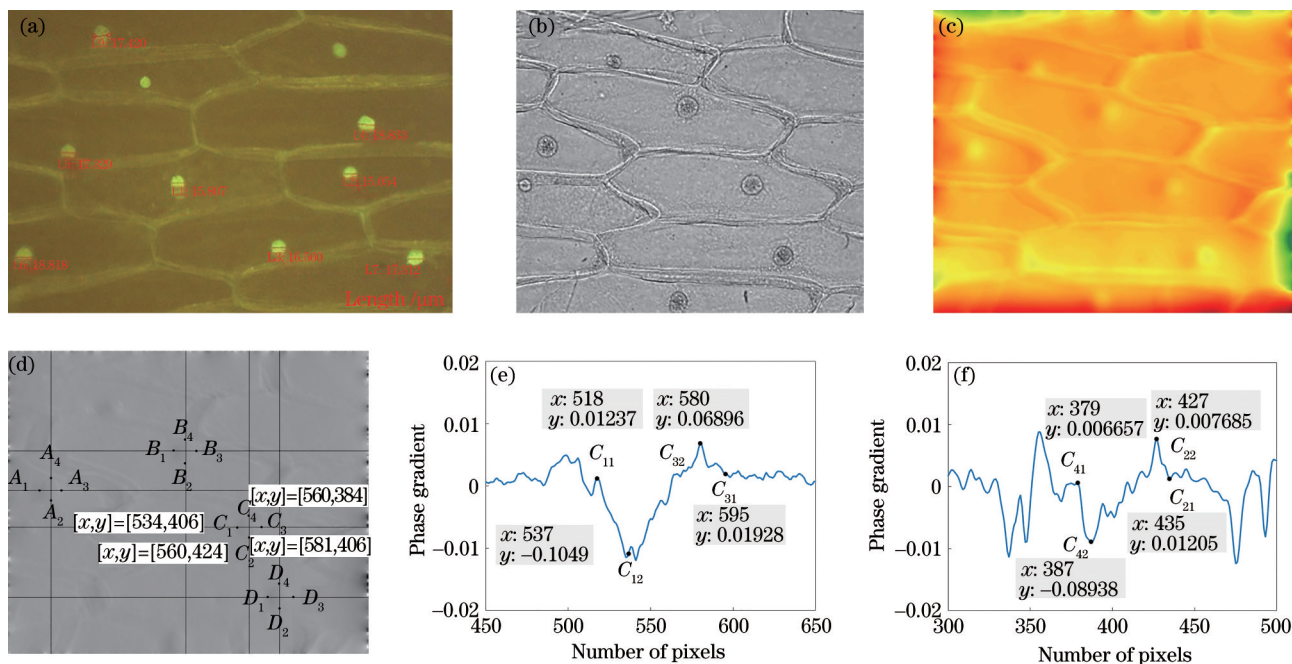 (a)
17.220
Length /μm
(b)
(c)
(d)
A4
A1 A3
A2
B4
B1 B3
B2
[x,y]=[560,384]
C4
[x,y]=[534,406] C1 C3
[x,y]=[560,424] C2 [x,y]=[581,406]
D4
D1 D3
D2
(e)
0.02
0.01
0
−0.01
−0.02
Phase gradient
x: 518
y: 0.01237
x: 580
y: 0.06896
C11
C32
C31
x: 537
y: −0.1049
x: 595
y: 0.01928
C12
450 500 550 600 650
Number of pixels
(f)
0.02
0.01
0
−0.01
−0.02
Phase gradient
x: 379
y: 0.006657
x: 427
y: 0.007685
C41
C22
C21
x: 435
y: 0.01205
C42
x: 387
y: −0.08938
300 350 400 450 500
Number of pixels